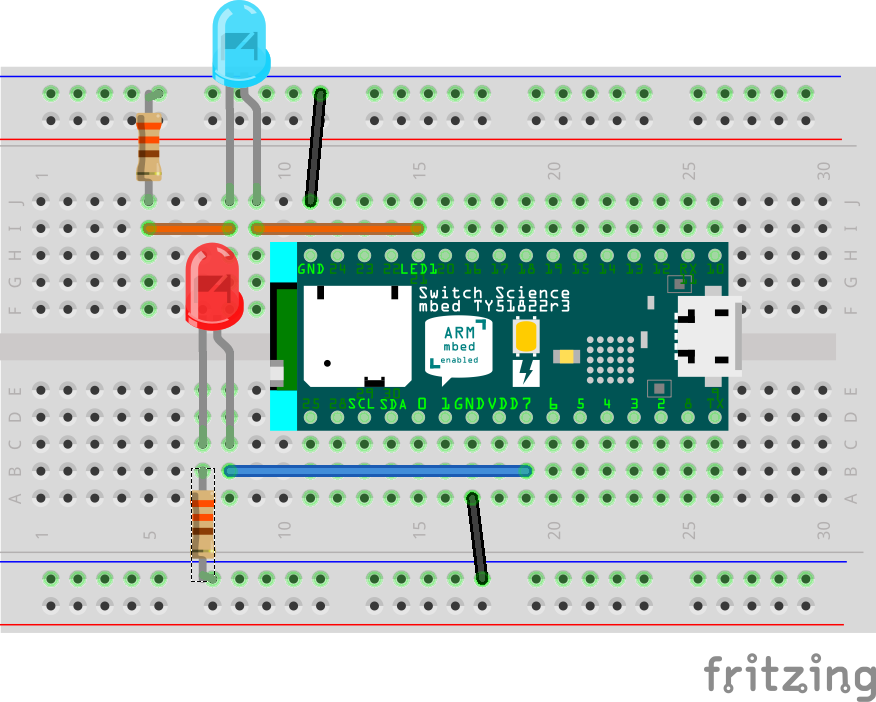 1 5 10 15 20 25 30
J
I
H
G
F
GND 24 23 22 LED1 20 16 17 18 19 15 14 13 12 RX 10
Switch Science
mbed TY51822r3
ARM
mbed
enabled
25 28 SCL SDA 0 1 GND VDD 7 6 5 4 3 2 8 TX
E
D
C
B
A
1 5 10 15 20 25 30
fritzing